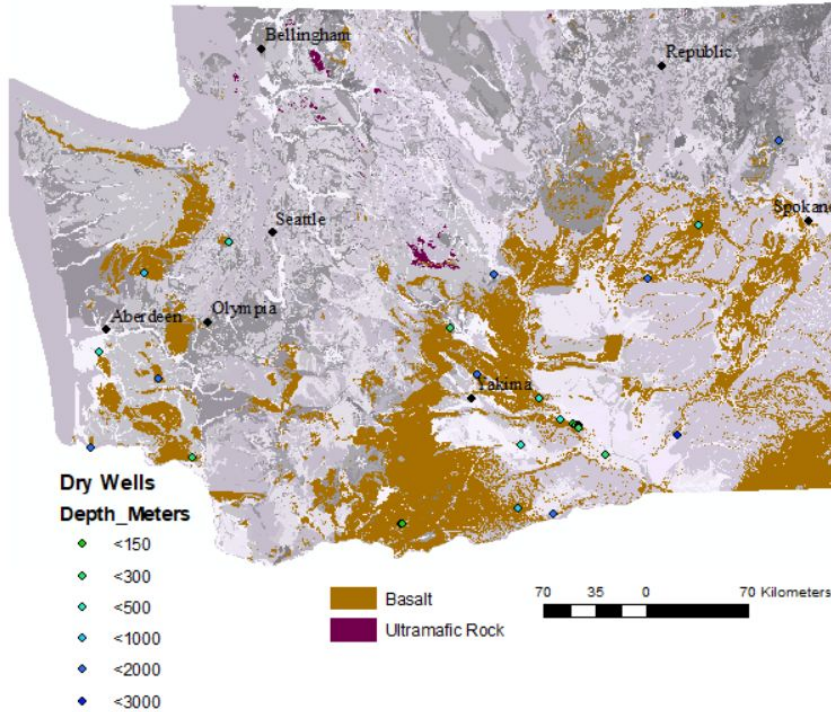 Bellingham
Republic
Seattle
Spokane
Aberdeen
Olympia
Yakima
Dry Wells
Depth_Meters
<150
<300
<500
<1000
<2000
<3000
Basalt
Ultramafic Rock
70 35 0 70 Kilometers